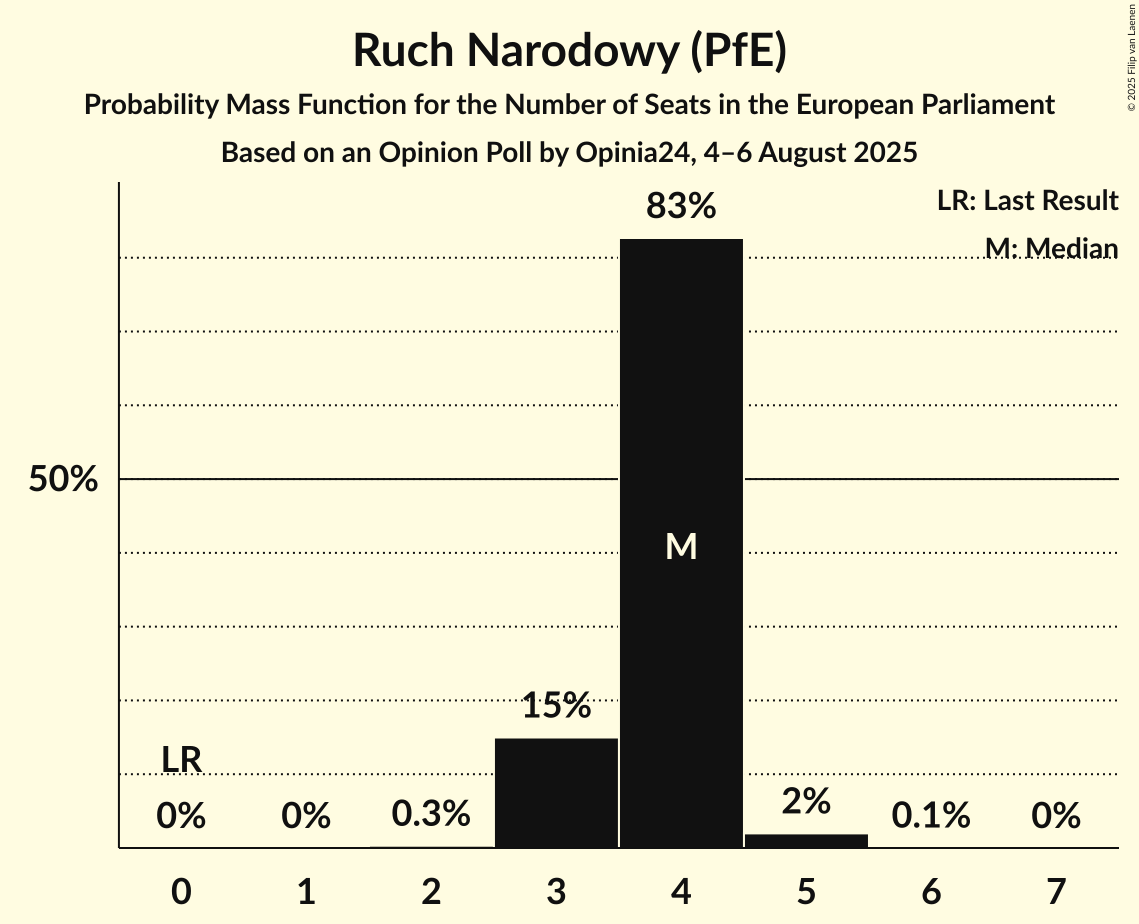 Ruch Narodowy (PfE)
Probability Mass Function for the Number of Seats in the European Parliament
Based on an Opinion Poll by Opinia24, 4–6 August 2025
© 2025 Filip van Laenen
LR: Last Result
M: Median
83%
50%
M
15%
LR
0%
0%
0.3%
2%
0.1%
0%
0 1 2 3 4 5 6 7